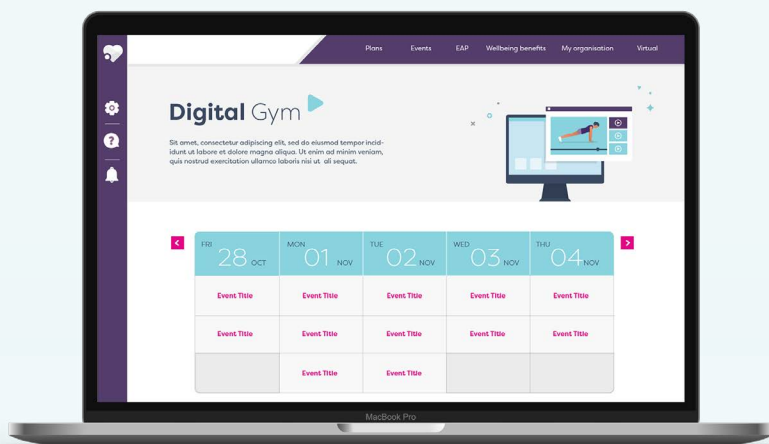 Plans Events EAP Wellbeing benefits My organisation Virtual
Digital Gym
Sit amet, consectetur adipiscing elit, sed do eiusmod tempor incid-
idunt ut labore et dolore magna aliqua. Ut enim ad minim veniam,
quis nostrud exercitation ullamco laboris nisi ut ali sequat.
FRI MON TUE WED THU
28 OCT 01 NOV 02 NOV 03 NOV 04 NOV
Event Title Event Title Event Title Event Title Event Title
Event Title Event Title Event Title Event Title Event Title
Event Title Event Title
MacBook Pro